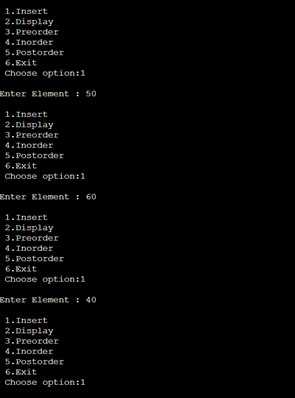 1.Insert
2.Display
3.Preorder
4.Inorder
5.Postorder
6.Exit
Choose option:1
Enter Element : 50
1.Insert
2.Display
3.Preorder
4.Inorder
5.Postorder
6.Exit
Choose option:1
Enter Element : 60
1.Insert
2.Display
3.Preorder
4.Inorder
5.Postorder
6.Exit
Choose option:1
Enter Element : 40
1.Insert
2.Display
3.Preorder
4.Inorder
5.Postorder
6.Exit
Choose option:1